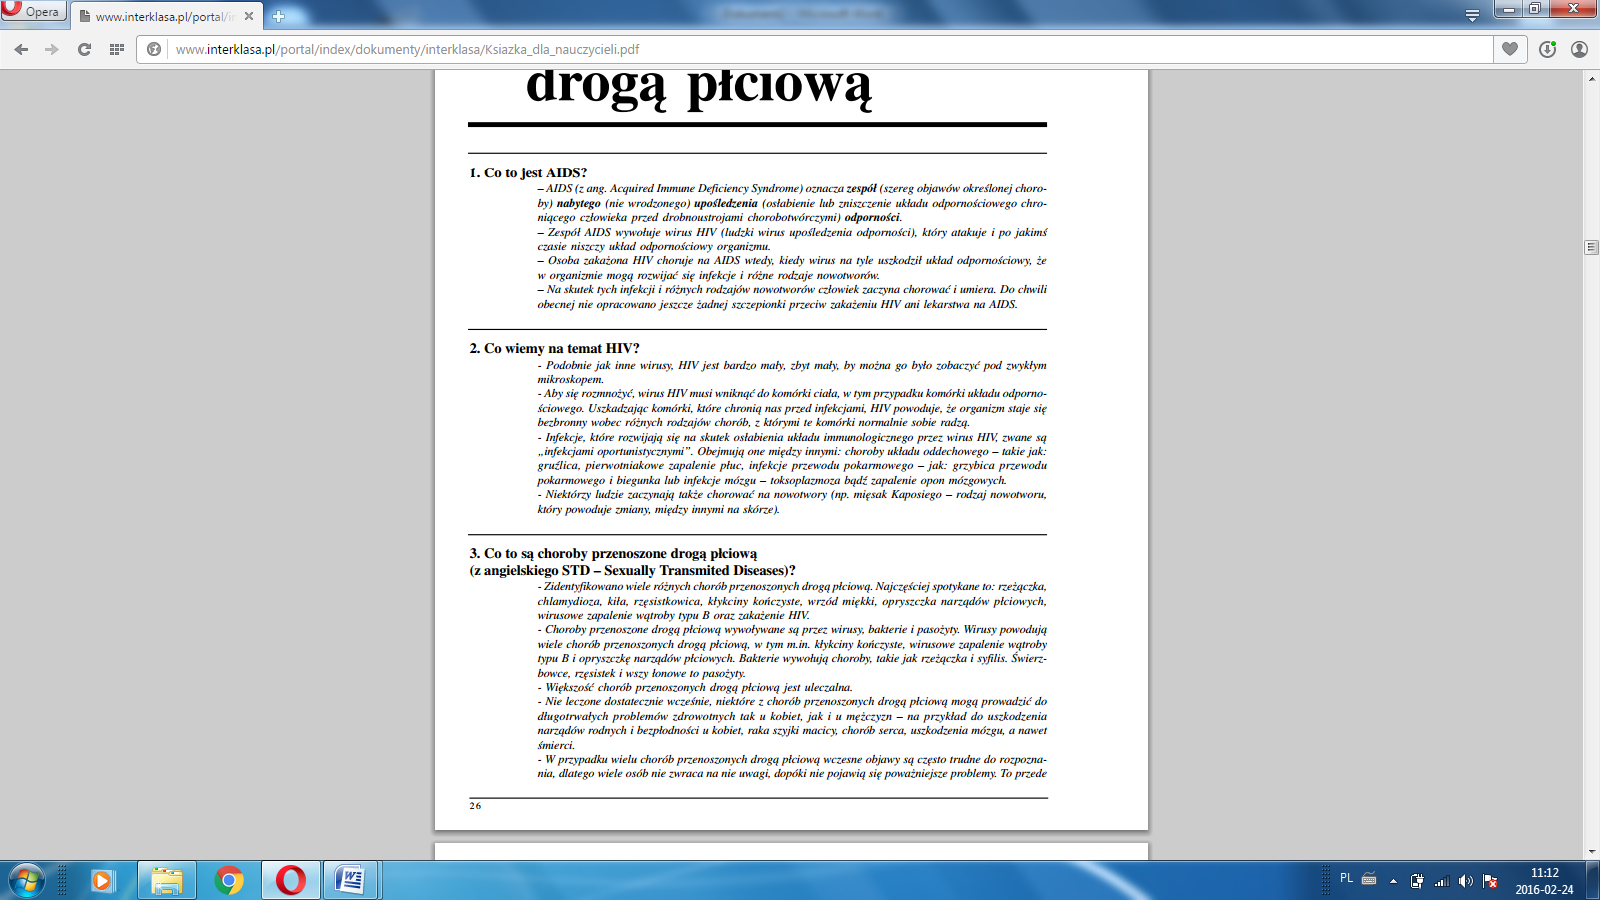 Opera
www.interklasa.pl/portal/i
www.interklasa.pl/portal/index/dokumenty/interklasa/Ksiazka_dla_nauczycieli.pdf
drogą płciową
1. Co to jest AIDS?
– AIDS (z ang. Acquired Immune Deficiency Syndrome) oznacza zespół (szereg objawów określonej choro-
by) nabytego (nie wrodzonego) upośledzenia (osłabienie lub zniszczenie układu odpornościowego chro-
niącego człowieka przed drobnoustrojami chorobotwórczymi) odporności.
– Zespół AIDS wywołuje wirus HIV (ludzki wirus upośledzenia odporności), który atakuje i po jakimś
czasie niszczy układ odpornościowy organizmu.
– Osoba zakażona HIV choruje na AIDS wtedy, kiedy wirus na tyle uszkodził układ odpornościowy, że
w organizmie mogą rozwijać się infekcje i różne rodzaje nowotworów.
– Na skutek tych infekcji i różnych rodzajów nowotworów człowiek zaczyna chorować i umiera. Do chwili
obecnej nie opracowano jeszcze żadnej szczepionki przeciw zakażeniu HIV ani lekarstwa na AIDS.
2. Co wiemy na temat HIV?
- Podobnie jak inne wirusy, HIV jest bardzo mały, zbyt mały, by można go było zobaczyć pod zwykłym
mikroskopem.
- Aby się rozmnożyć, wirus HIV musi wniknąć do komórki ciała, w tym przypadku komórki układu odporno-
ściowego. Uszkadzając komórki, które chronią nas przed infekcjami, HIV powoduje, że organizm staje się
bezbronny wobec różnych rodzajów chorób, z którymi te komórki normalnie sobie radzą.
- Infekcje, które rozwijają się na skutek osłabienia układu immunologicznego przez wirus HIV, zwane są
„infekcjami oportunistycznymi”. Obejmują one między innymi: choroby układu oddechowego – takie jak:
gruźlica, pierwotniakowe zapalenie płuc, infekcje przewodu pokarmowego – jak: grzybica przewodu
pokarmowego i biegunka lub infekcje mózgu – toksoplazmoza bądź zapalenie opon mózgowych.
- Niektórzy ludzie zaczynają także chorować na nowotwory (np. mięsak Kaposiego – rodzaj nowotworu,
który powoduje zmiany, między innymi na skórze).
3. Co to są choroby przenoszone drogą płciową
(z angielskiego STD – Sexually Transmited Diseases)?
- Zidentyfikowano wiele różnych chorób przenoszonych drogą płciową. Najczęściej spotykane to: rzeżączka,
chlamydioza, kiła, rzęsistkowica, kłykciny kończyste, wrzód miękki, opryszczka narządów płciowych,
wirusowe zapalenie wątroby typu B oraz zakażenie HIV.
- Choroby przenoszone drogą płciową wywoływane są przez wirusy, bakterie i pasożyty. Wirusy powodują
wiele chorób przenoszonych drogą płciową, w tym m.in. kłykciny kończyste, wirusowe zapalenie wątroby
typu B i opryszczkę narządów płciowych. Bakterie wywołują choroby, takie jak rzeżączka i syfilis. Świerz-
bowce, rzęsistek i wszy łonowe to pasożyty.
- Większość chorób przenoszonych drogą płciową jest uleczalna.
- Nie leczone dostatecznie wcześnie, niektóre z chorób przenoszonych drogą płciową mogą prowadzić do
długotrwałych problemów zdrowotnych tak u kobiet, jak i u mężczyzn – na przykład do uszkodzenia
narządów rodnych i bezpłodności u kobiet, raka szyjki macicy, chorób serca, uszkodzenia mózgu, a nawet
śmierci.
- W przypadku wielu chorób przenoszonych drogą płciową wczesne objawy są często trudne do rozpozna-
nia, dlatego wiele osób nie zwraca na nie uwagi, dopóki nie pojawią się poważniejsze problemy. To przede
26
PL
11:12
2016-02-24